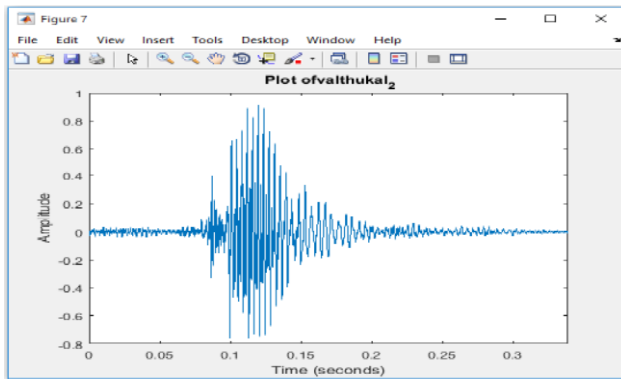 Figure 7
File Edit View Insert Tools Desktop Window Help
Plot ofvalthukal2
1
0.8
0.6
0.4
0.2
0
-0.2
-0.4
-0.6
-0.8
Amplitude
0 0.05 0.1 0.15 0.2 0.25 0.3
Time (seconds)